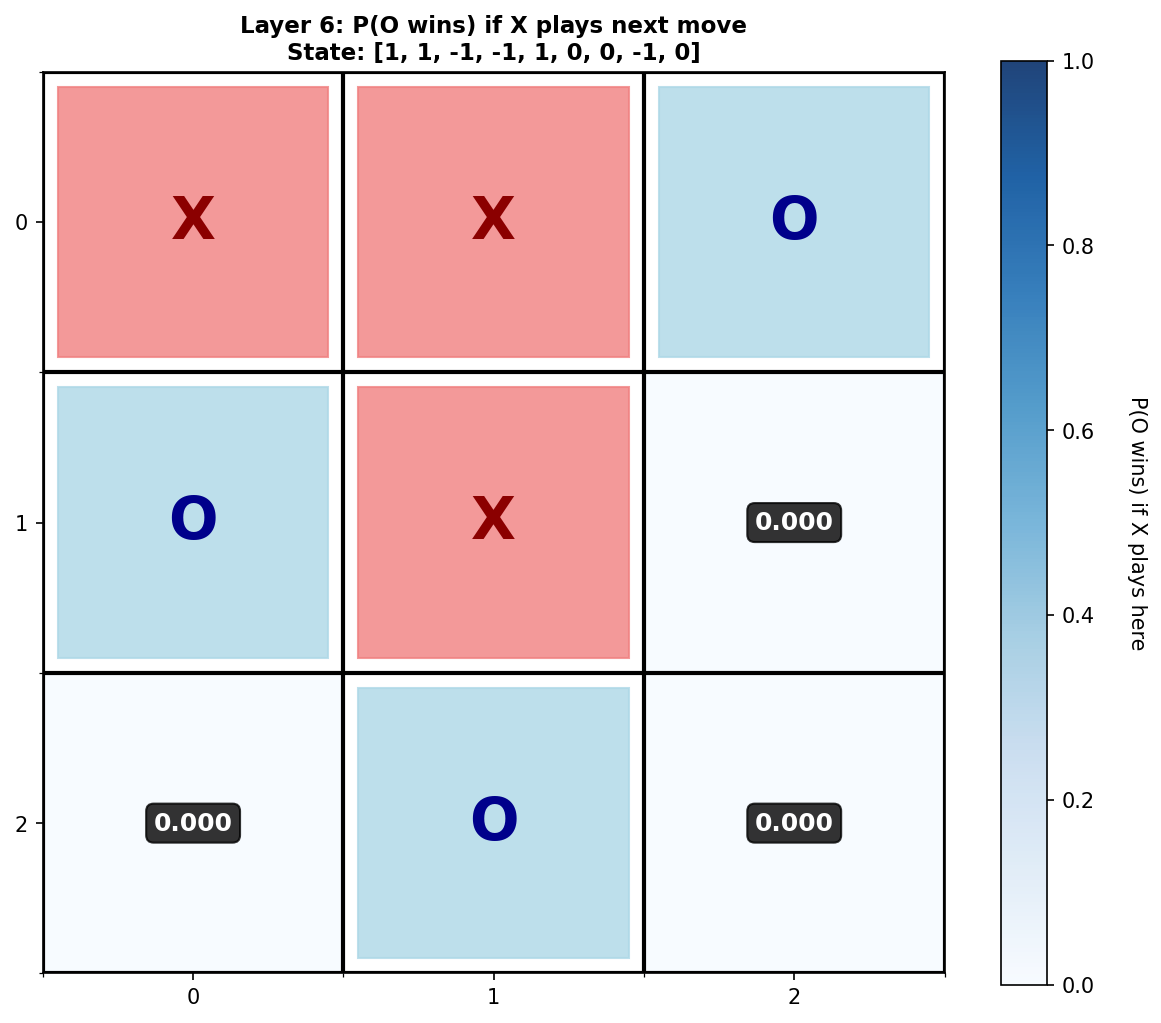 Layer 6: P(O wins) if X plays next move
State: [1, 1, -1, -1, 1, 0, 0, -1, 0]
0
X
X
O
1
O
X
0.000
2
0.000
O
0.000
0
1
2
1.0
0.8
0.6
0.4
0.2
0.0
P(O wins) if X plays here